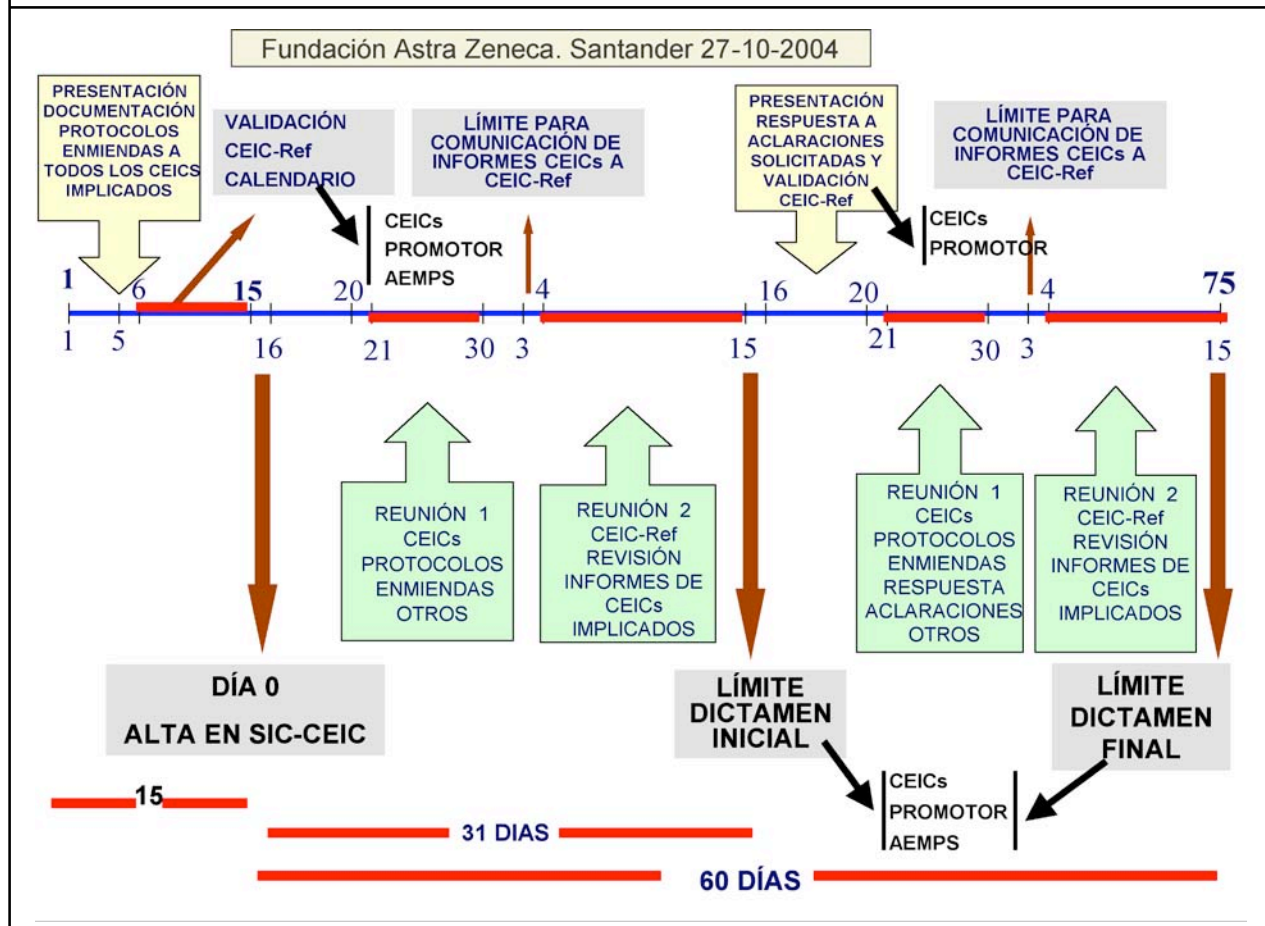 Fundación Astra Zeneca. Santander 27-10-2004
PRESENTACIÓN
DOCUMENTACIÓN
PROTOCOLOS
ENMIENDAS A
TODOS LOS CEICS
IMPLICADOS
VALIDACIÓN
CEIC-Ref
CALENDARIO
LÍMITE PARA
COMUNICACIÓN DE
INFORMES CEICs A
CEIC-Ref
PRESENTACIÓN
RESPUESTA A
ACLARACIONES
SOLICITADAS Y
VALIDACIÓN
CEIC-Ref
LÍMITE PARA
COMUNICACIÓN DE
INFORMES CEICs A
CEIC-Ref
CEICs
PROMOTOR
AEMPS
CEICs
PROMOTOR
1 6 15 20 4 16 20 4 75
1 5 16 21 30 3 15 21 30 3 15
REUNIÓN 1
CEICs
PROTOCOLOS
ENMIENDAS
OTROS
REUNIÓN 2
CEIC-Ref
REVISIÓN
INFORMES DE
CEICs
IMPLICADOS
REUNIÓN 1
CEICs
PROTOCOLOS
ENMIENDAS
RESPUESTA
ACLARACIONES
OTROS
REUNIÓN 2
CEIC-Ref
REVISIÓN
INFORMES DE
CEICs
IMPLICADOS
DÍA 0
ALTA EN SIC-CEIC
LÍMITE
DICTAMEN
INICIAL
LÍMITE
DICTAMEN
FINAL
CEICs
PROMOTOR
AEMPS
15
31 DIAS
60 DÍAS